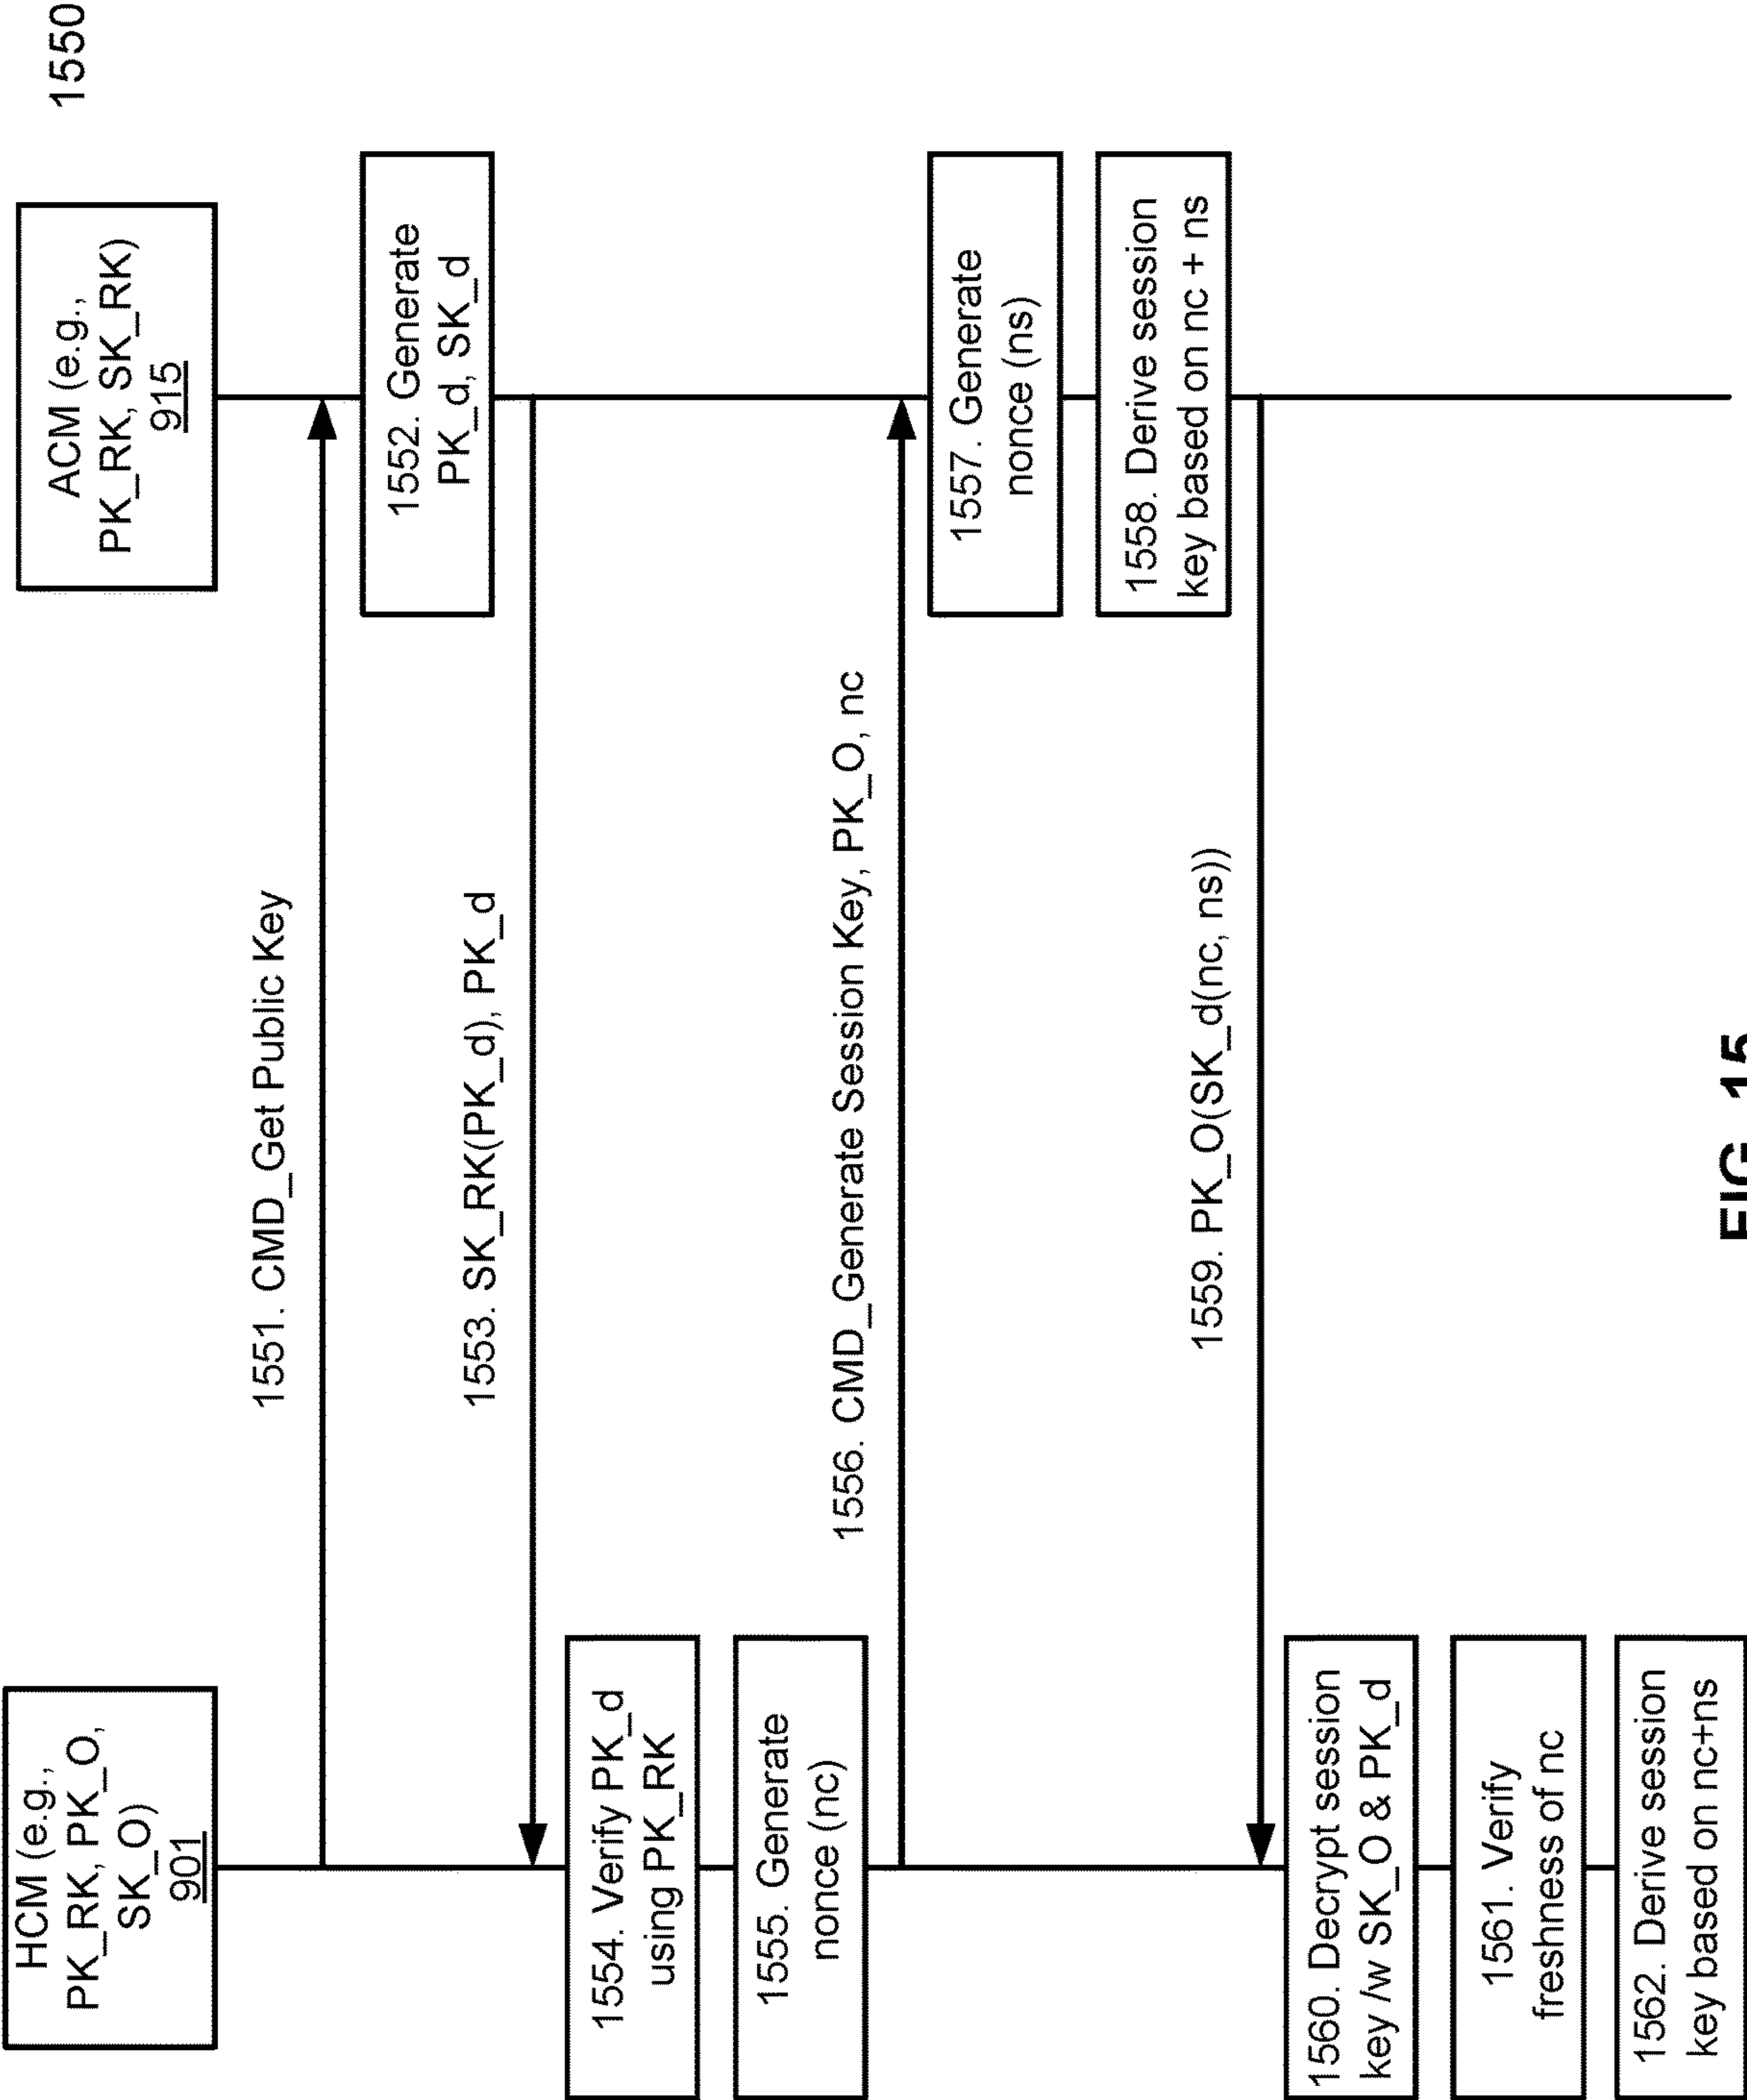 1550
HCM (e.g.,
PK_RK, PK_O,
SK_O)
901
ACM (e.g.,
PK_RK, SK_RK)
915
1551. CMD_Get Public Key
1552. Generate
PK_d, SK_d
1553. SK_RK(PK_d), PK_d
1554. Verify PK_d
using PK_RK
1555. Generate
nonce (nc)
1556. CMD_Generate Session Key, PK_O, nc
1557. Generate
nonce (ns)
1558. Derive session
key based on nc + ns
1559. PK_O(SK_d(nc, ns))
1560. Decrypt session
key /w SK_O & PK_d
1561. Verify
freshness of nc
1562. Derive session
key based on nc+ns
FIG. 15